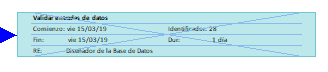 Validar métodos de datos
Comienzo: vie 15/03/19 Identificador: 28
Fin: vie 15/03/19 Dur: 1 día
RE: Diseñador de la Base de Datos